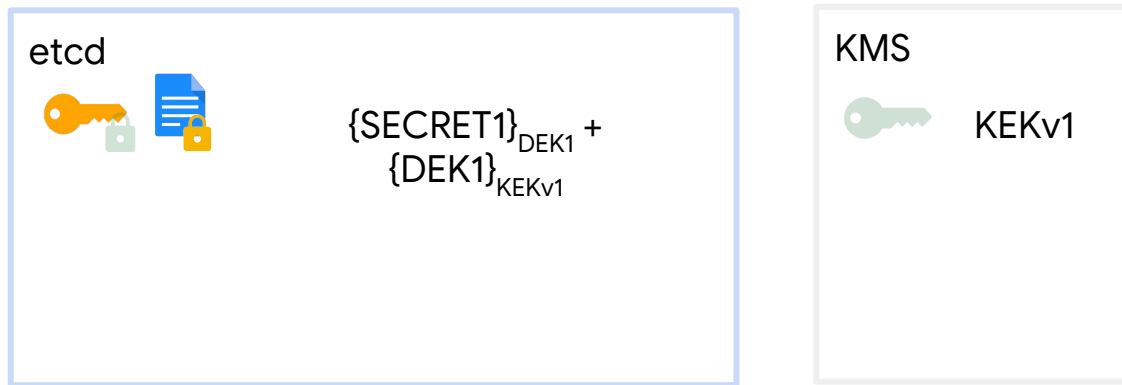 etcd
{SECRET1}DEK1 +
{DEK1}KEKv1
KMS
KEKv1